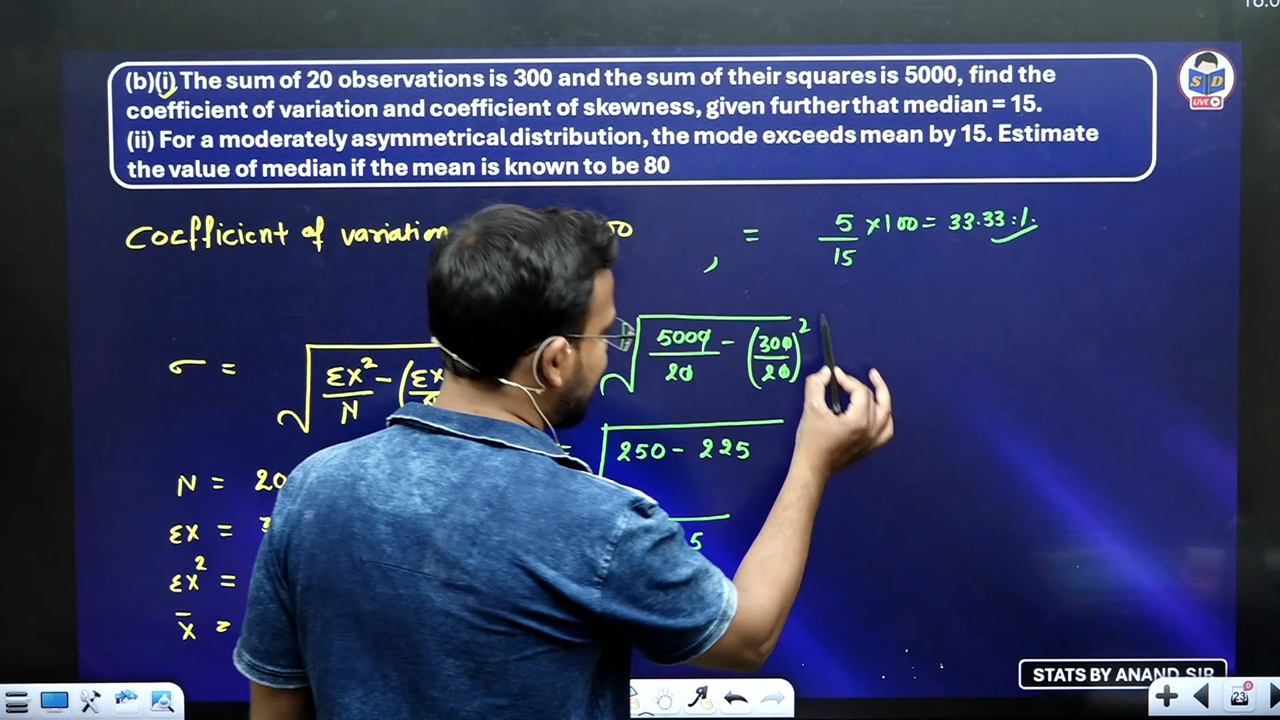 (b)(i) The sum of 20 observations is 300 and the sum of their squares is 5000, find the
coefficient of variation and coefficient of skewness, given further that median = 15.
(ii) For a moderately asymmetrical distribution, the mode exceeds mean by 15. Estimate
the value of median if the mean is known to be 80
S D
LIVE
Coefficient of variation
= 5/15 × 100 = 33.33%
σ = √ Σx²/N - (Σx
√ 5000/20 - (300/20)²
= √ 250 - 225
5
N = 20
Σx =
Σx² =
x̄ =
STATS BY ANAND SIR
23